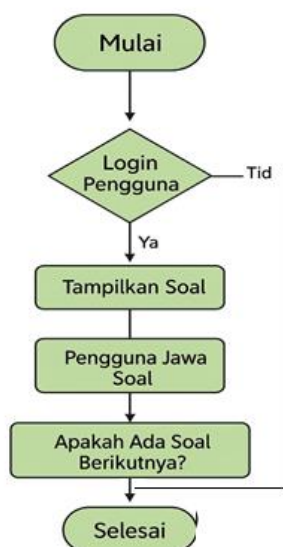 Mulai
Login
Pengguna
Tid
Ya
Tampilkan Soal
Pengguna Jawa
Soal
Apakah Ada Soal
Berikutnya?
Selesai